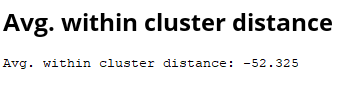 Avg. within cluster distance
Avg. within cluster distance: -52.325